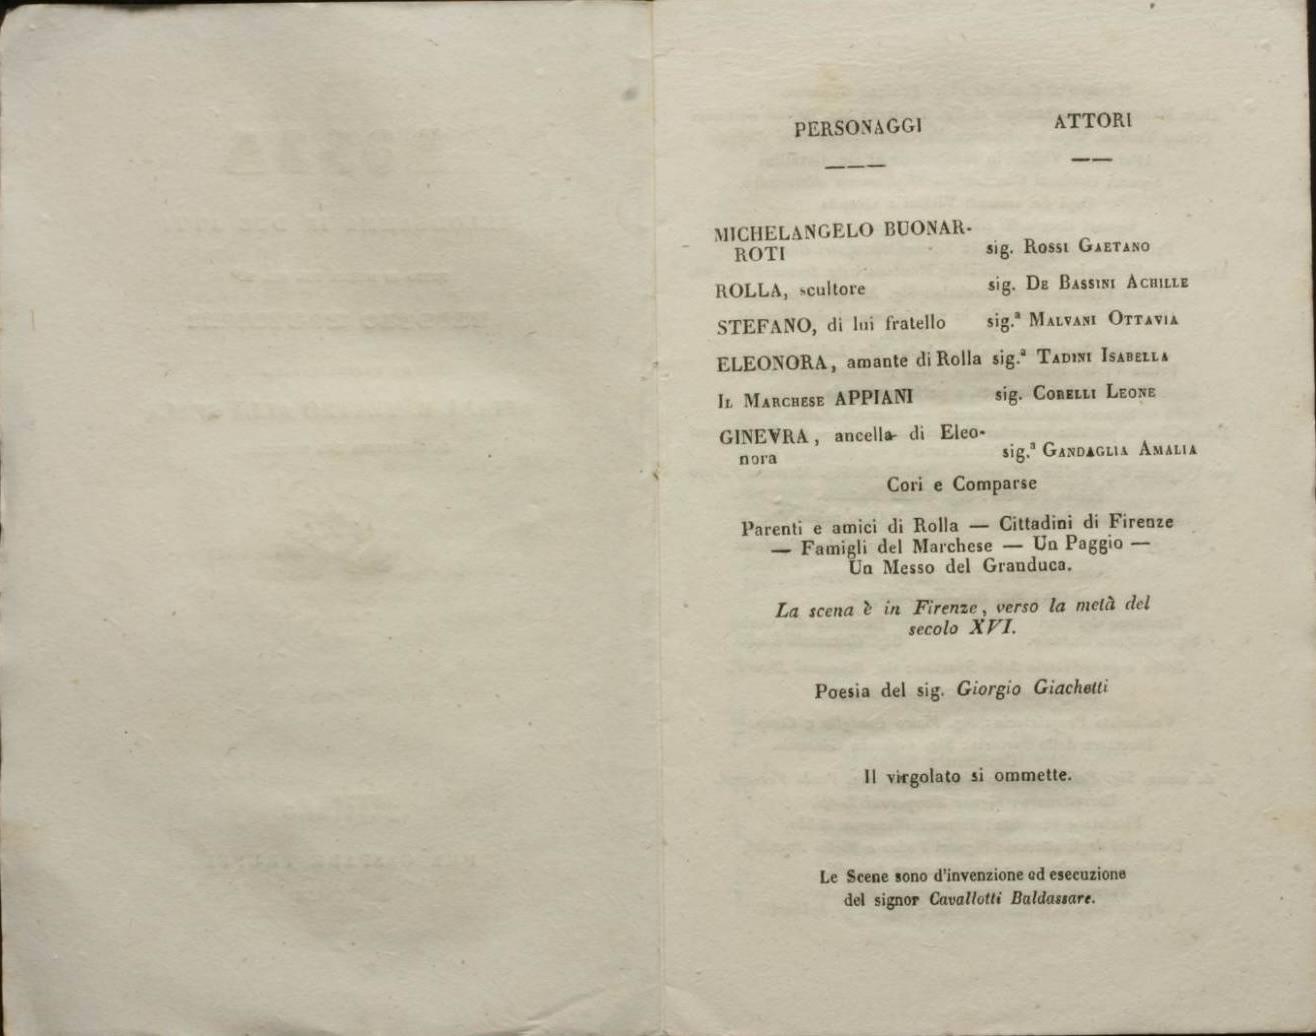 PERSONAGGI ATTORI
MICHELANGELO BUONAR-
ROTI sig. ROSSI GAETANO
ROLLA, scultore sig. DE BASSINI ACHILLE
STEFANO, di lui fratello sig.ª MALVANI OTTAVIA
ELEONORA, amante di Rolla sig.ª TADINI ISABELLA
IL MARCHESE APPIANI sig. CORELLI LEONE
GINEVRA, ancella di Eleo-
nora sig.ª GANDAGLIA AMALIA
Cori e Comparse
Parenti e amici di Rolla — Cittadini di Firenze
— Famigli del Marchese — Un Paggio —
Un Messo del Granduca.
La scena è in Firenze, verso la metà del
secolo XVI.
Poesia del sig. Giorgio Giachetti
Il virgolato si ommette.
Le Scene sono d'invenzione ed esecuzione
del signor Cavallotti Baldassare.